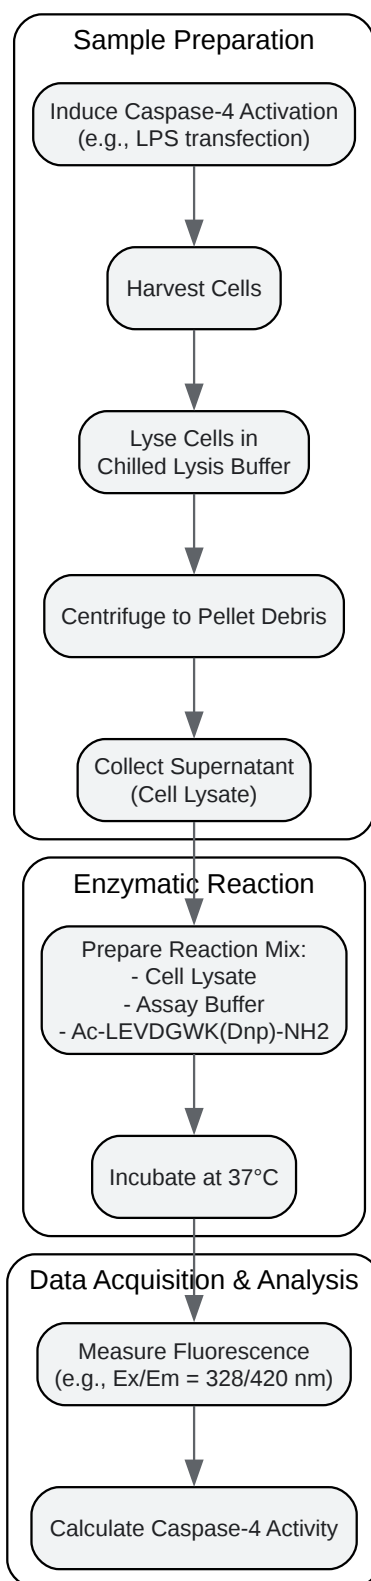 Sample Preparation
Induce Caspase-4 Activation
(e.g., LPS transfection)
Harvest Cells
Lyse Cells in
Chilled Lysis Buffer
Centrifuge to Pellet Debris
Collect Supernatant
(Cell Lysate)
Enzymatic Reaction
Prepare Reaction Mix:
- Cell Lysate
- Assay Buffer
- Ac-LEVDGWK(Dnp)-NH2
Incubate at 37°C
Data Acquisition & Analysis
Measure Fluorescence
(e.g., Ex/Em = 328/420 nm)
Calculate Caspase-4 Activity